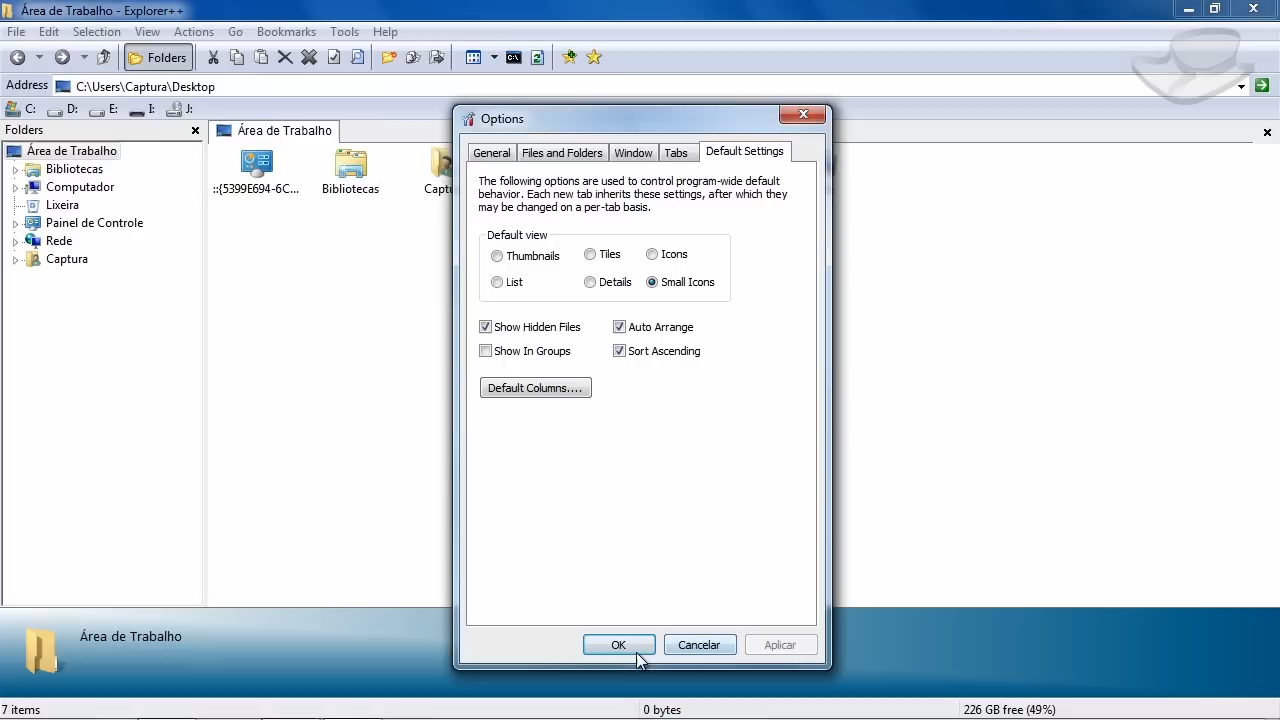 Área de Trabalho - Explorer++
File Edit Selection View Actions Go Bookmarks Tools Help
Folders
Address C:\Users\Captura\Desktop
C: D: E: I: J:
Folders
Área de Trabalho
Bibliotecas
Computador
Lixeira
Painel de Controle
Rede
Captura
Área de Trabalho
::{5399E694-6C... Bibliotecas Captu
Options
General Files and Folders Window Tabs Default Settings
The following options are used to control program-wide default
behavior. Each new tab inherits these settings, after which they
may be changed on a per-tab basis.
Default view
Thumbnails Tiles Icons
List Details Small Icons
Show Hidden Files Auto Arrange
Show In Groups Sort Ascending
Default Columns....
OK Cancelar Aplicar
Área de Trabalho
7 items 0 bytes 226 GB free (49%)